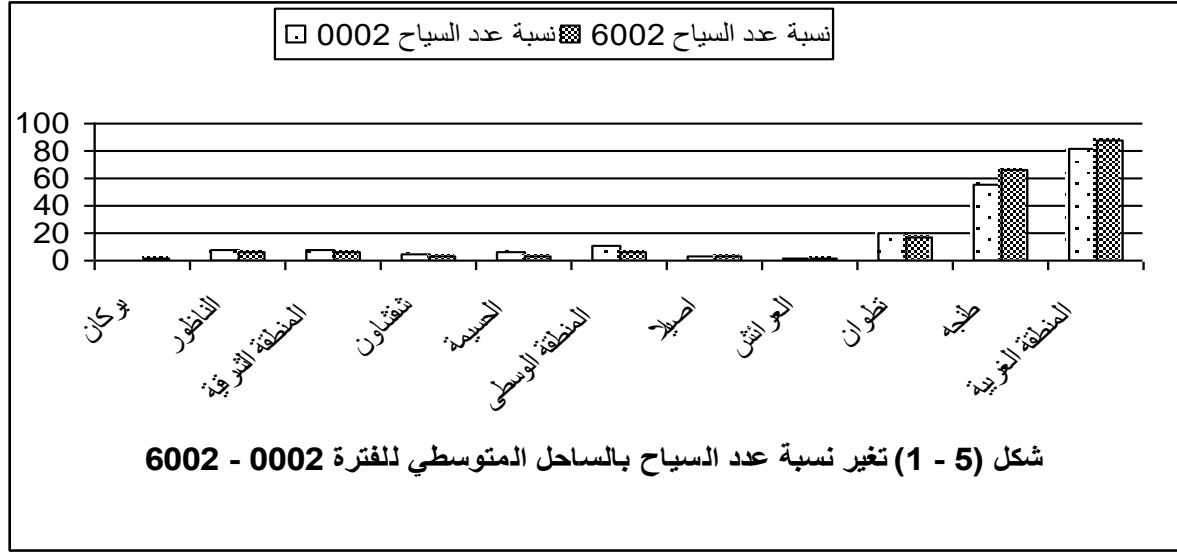 نسبة عدد السياح 0002 نسبة عدد السياح 6002
100
80
60
40
20
0
بركان
الناظور
المنطقة الشرقية
شفشاون
الحسيمة
المنطقة الوسطى
اصيلا
العرائش
تطوان
طنجه
المنطقة الغربية
شكل (5 - 1) تغير نسبة عدد السياح بالساحل المتوسطي للفترة 0002 - 6002